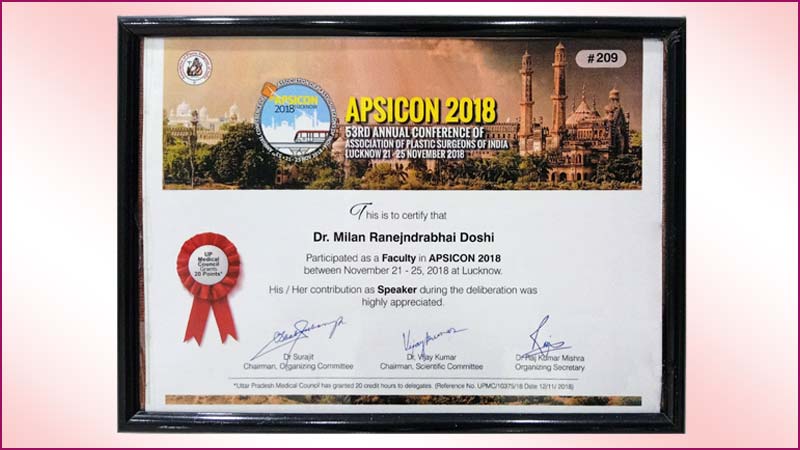 #209
APSICON
2018
LUCKNOW
APSICON 2018
53RD ANNUAL CONFERENCE OF
ASSOCIATION OF PLASTIC SURGEONS OF INDIA
LUCKNOW 21 - 25 NOVEMBER 2018
This is to certify that
Dr. Milan Ranejndrabhai Doshi
Participated as a Faculty in APSICON 2018
between November 21 - 25, 2018 at Lucknow.
His / Her contribution as Speaker during the deliberation was
highly appreciated.
UP
Medical
Council
Grants
20 Points*
Dr Surajit
Chairman, Organizing Committee
Dr. Vijay Kumar
Chairman, Scientific Committee
Dr Raj Kumar Mishra
Organizing Secretary
*Uttar Pradesh Medical Council has granted 20 credit hours to delegates. (Reference No. UPMC/10375/18 Date 12/11/ 2018)